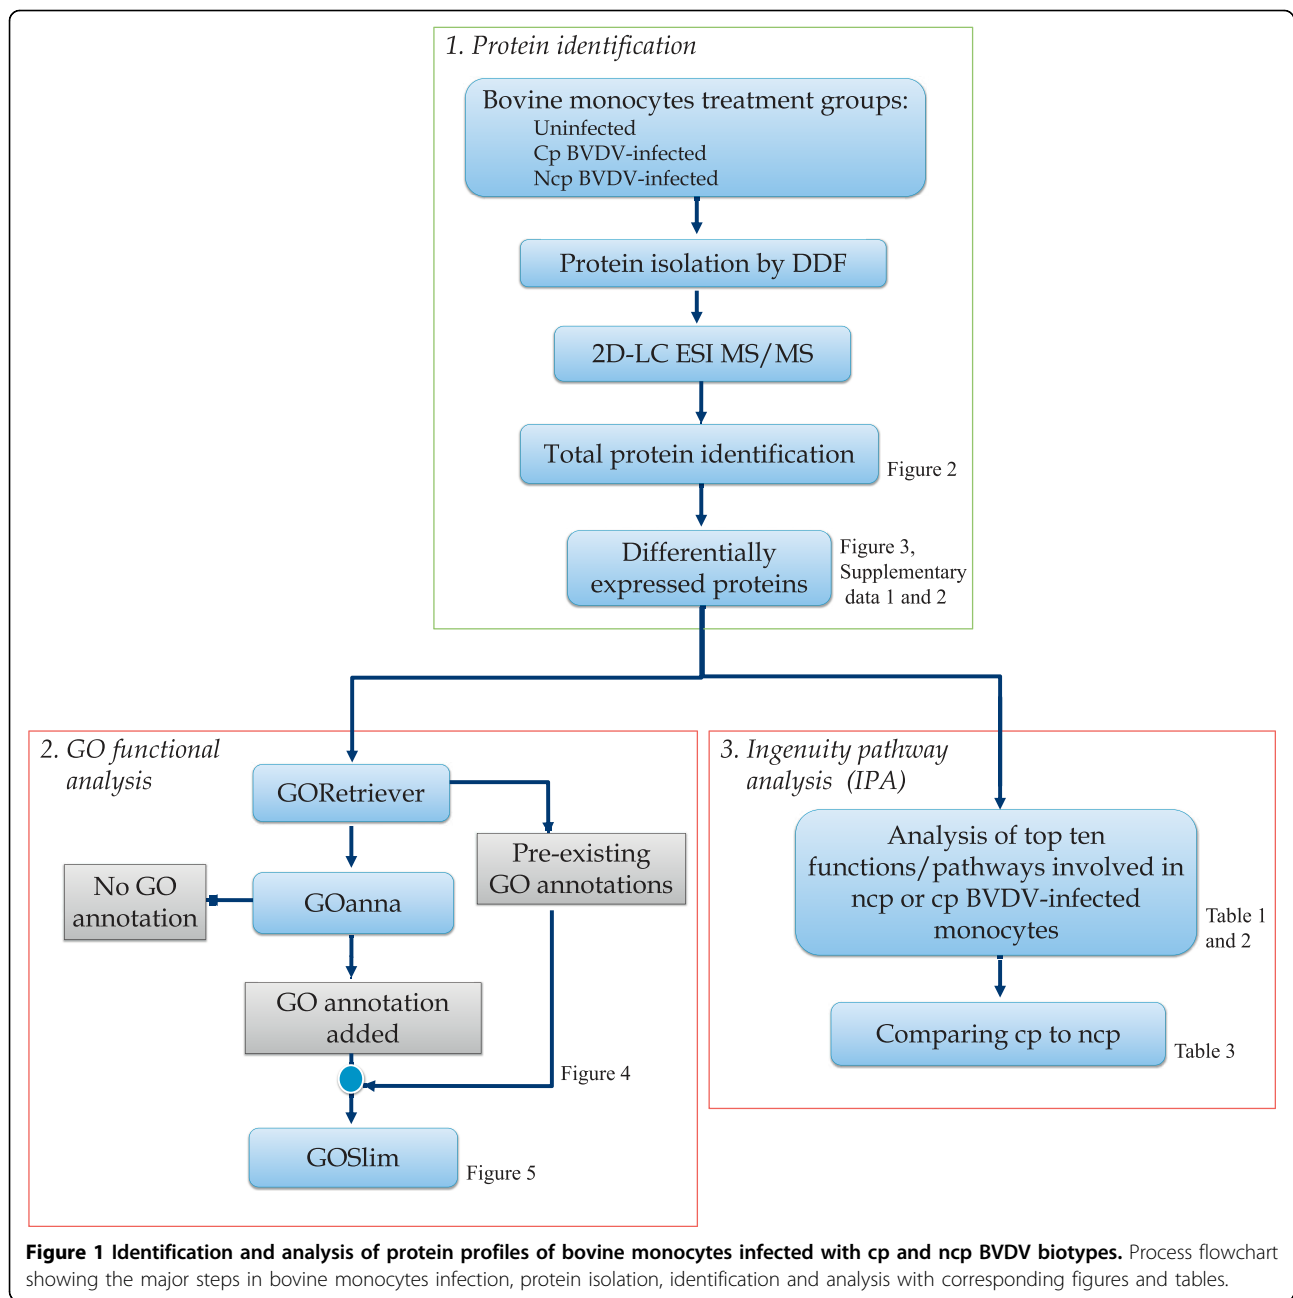 1. Protein identification
Bovine monocytes treatment groups:
Uninfected
Cp BVDV-infected
Ncp BVDV-infected
Protein isolation by DDF
2D-LC ESI MS/MS
Total protein identification
Figure 2
Differentially
expressed proteins
Figure 3,
Supplementary
data 1 and 2
2. GO functional
analysis
GORetriever
Pre-existing
GO annotations
No GO
annotation
GOanna
GO annotation
added
Figure 4
GOSlim
Figure 5
3. Ingenuity pathway
analysis (IPA)
Analysis of top ten
functions/pathways involved in
ncp or cp BVDV-infected
monocytes
Table 1
and 2
Comparing cp to ncp
Table 3
Figure 1 Identification and analysis of protein profiles of bovine monocytes infected with cp and ncp BVDV biotypes. Process flowchart
showing the major steps in bovine monocytes infection, protein isolation, identification and analysis with corresponding figures and tables.